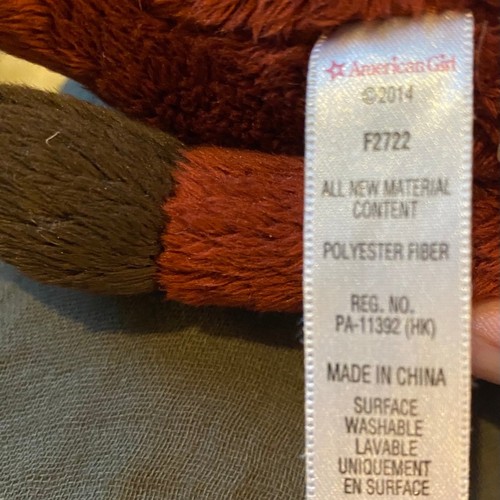 American Girl
©2014
F2722
ALL NEW MATERIAL
CONTENT
POLYESTER FIBER
REG. NO.
PA-11392 (HK)
MADE IN CHINA
SURFACE
WASHABLE
LAVABLE
UNIQUEMENT
EN SURFACE